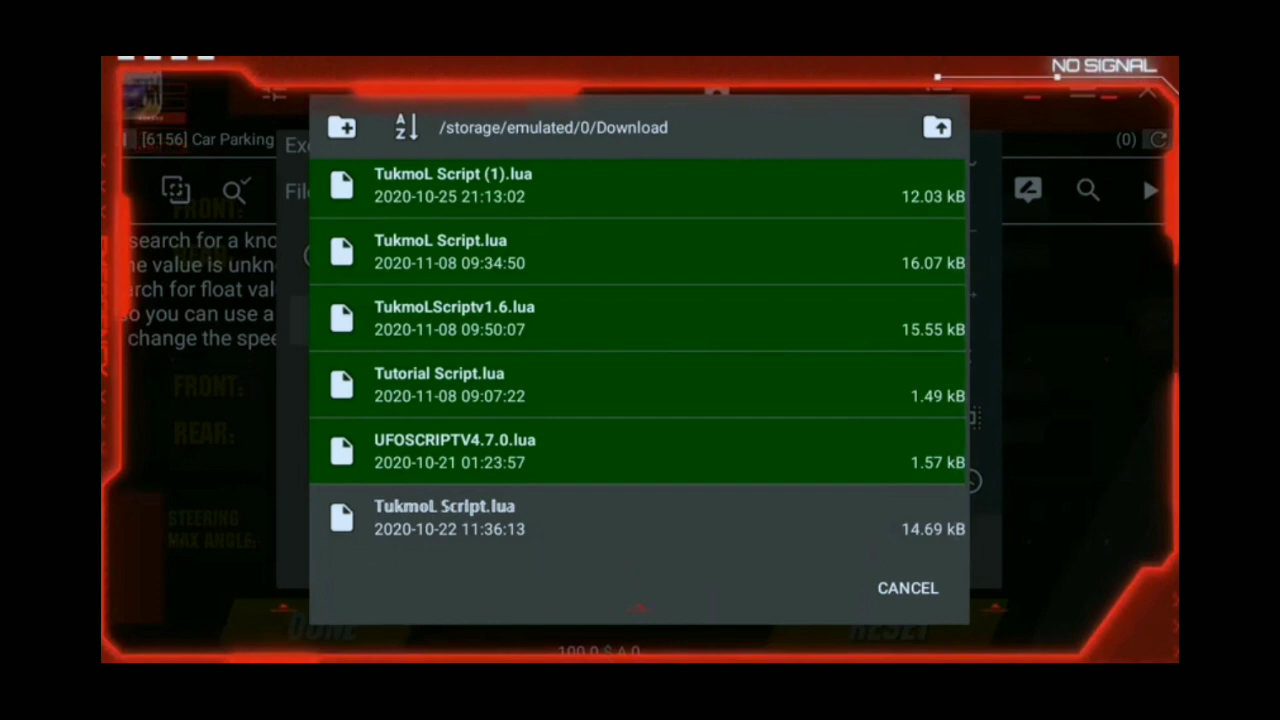 NO SIGNAL
/storage/emulated/0/Download
[6156] Car Parking
(0)
TukmoL Script (1).lua
2020-10-25 21:13:02
12.03 kB
FRONT:
search for a kno
TukmoL Script.lua
2020-11-08 09:34:50
16.07 kB
he value is unkn
arch for float val
TukmoLScriptv1.6.lua
2020-11-08 09:50:07
15.55 kB
so you can use a
change the spee
Tutorial Script.lua
2020-11-08 09:07:22
1.49 kB
FRONT:
REAR:
UFOSCRIPTV4.7.0.lua
2020-10-21 01:23:57
1.57 kB
TukmoL Script.lua
2020-10-22 11:36:13
14.69 kB
STEERING
MAX ANGLE:
CANCEL
DONE
RESET